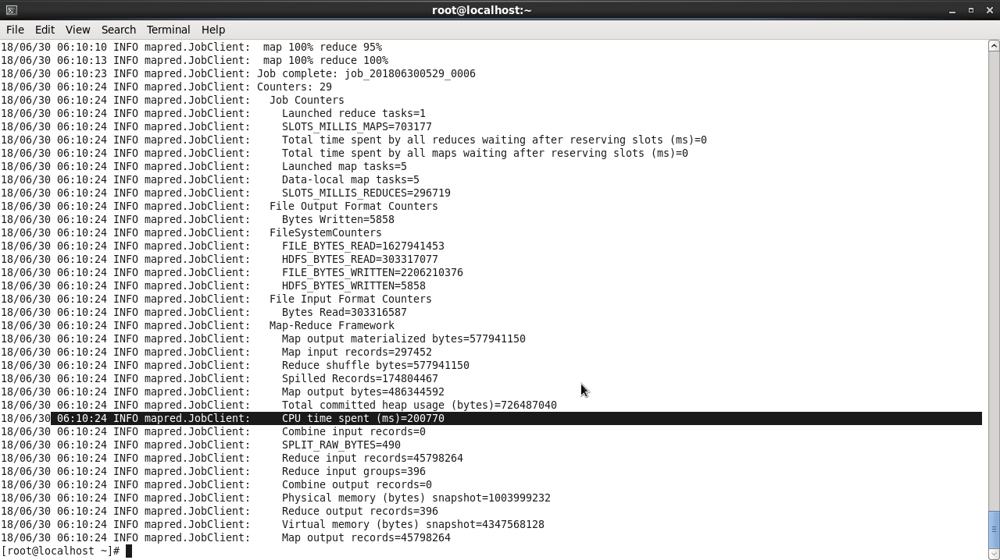 root@localhost:~
File Edit View Search Terminal Help
18/06/30 06:10:10 INFO mapred.JobClient:  map 100% reduce 95%
18/06/30 06:10:13 INFO mapred.JobClient:  map 100% reduce 100%
18/06/30 06:10:23 INFO mapred.JobClient: Job complete: job_201806300529_0006
18/06/30 06:10:24 INFO mapred.JobClient: Counters: 29
18/06/30 06:10:24 INFO mapred.JobClient:   Job Counters
18/06/30 06:10:24 INFO mapred.JobClient:     Launched reduce tasks=1
18/06/30 06:10:24 INFO mapred.JobClient:     SLOTS_MILLIS_MAPS=703177
18/06/30 06:10:24 INFO mapred.JobClient:     Total time spent by all reduces waiting after reserving slots (ms)=0
18/06/30 06:10:24 INFO mapred.JobClient:     Total time spent by all maps waiting after reserving slots (ms)=0
18/06/30 06:10:24 INFO mapred.JobClient:     Launched map tasks=5
18/06/30 06:10:24 INFO mapred.JobClient:     Data-local map tasks=5
18/06/30 06:10:24 INFO mapred.JobClient:     SLOTS_MILLIS_REDUCES=296719
18/06/30 06:10:24 INFO mapred.JobClient:   File Output Format Counters
18/06/30 06:10:24 INFO mapred.JobClient:     Bytes Written=5858
18/06/30 06:10:24 INFO mapred.JobClient:   FileSystemCounters
18/06/30 06:10:24 INFO mapred.JobClient:     FILE_BYTES_READ=1627941453
18/06/30 06:10:24 INFO mapred.JobClient:     HDFS_BYTES_READ=303317077
18/06/30 06:10:24 INFO mapred.JobClient:     FILE_BYTES_WRITTEN=2206210376
18/06/30 06:10:24 INFO mapred.JobClient:     HDFS_BYTES_WRITTEN=5858
18/06/30 06:10:24 INFO mapred.JobClient:   File Input Format Counters
18/06/30 06:10:24 INFO mapred.JobClient:     Bytes Read=303316587
18/06/30 06:10:24 INFO mapred.JobClient:   Map-Reduce Framework
18/06/30 06:10:24 INFO mapred.JobClient:     Map output materialized bytes=577941150
18/06/30 06:10:24 INFO mapred.JobClient:     Map input records=297452
18/06/30 06:10:24 INFO mapred.JobClient:     Reduce shuffle bytes=577941150
18/06/30 06:10:24 INFO mapred.JobClient:     Spilled Records=174804467
18/06/30 06:10:24 INFO mapred.JobClient:     Map output bytes=486344592
18/06/30 06:10:24 INFO mapred.JobClient:     Total committed heap usage (bytes)=726487040
18/06/30 06:10:24 INFO mapred.JobClient:     CPU time spent (ms)=200770
18/06/30 06:10:24 INFO mapred.JobClient:     Combine input records=0
18/06/30 06:10:24 INFO mapred.JobClient:     SPLIT_RAW_BYTES=490
18/06/30 06:10:24 INFO mapred.JobClient:     Reduce input records=45798264
18/06/30 06:10:24 INFO mapred.JobClient:     Reduce input groups=396
18/06/30 06:10:24 INFO mapred.JobClient:     Combine output records=0
18/06/30 06:10:24 INFO mapred.JobClient:     Physical memory (bytes) snapshot=1003999232
18/06/30 06:10:24 INFO mapred.JobClient:     Reduce output records=396
18/06/30 06:10:24 INFO mapred.JobClient:     Virtual memory (bytes) snapshot=4347568128
18/06/30 06:10:24 INFO mapred.JobClient:     Map output records=45798264
[root@localhost ~]#